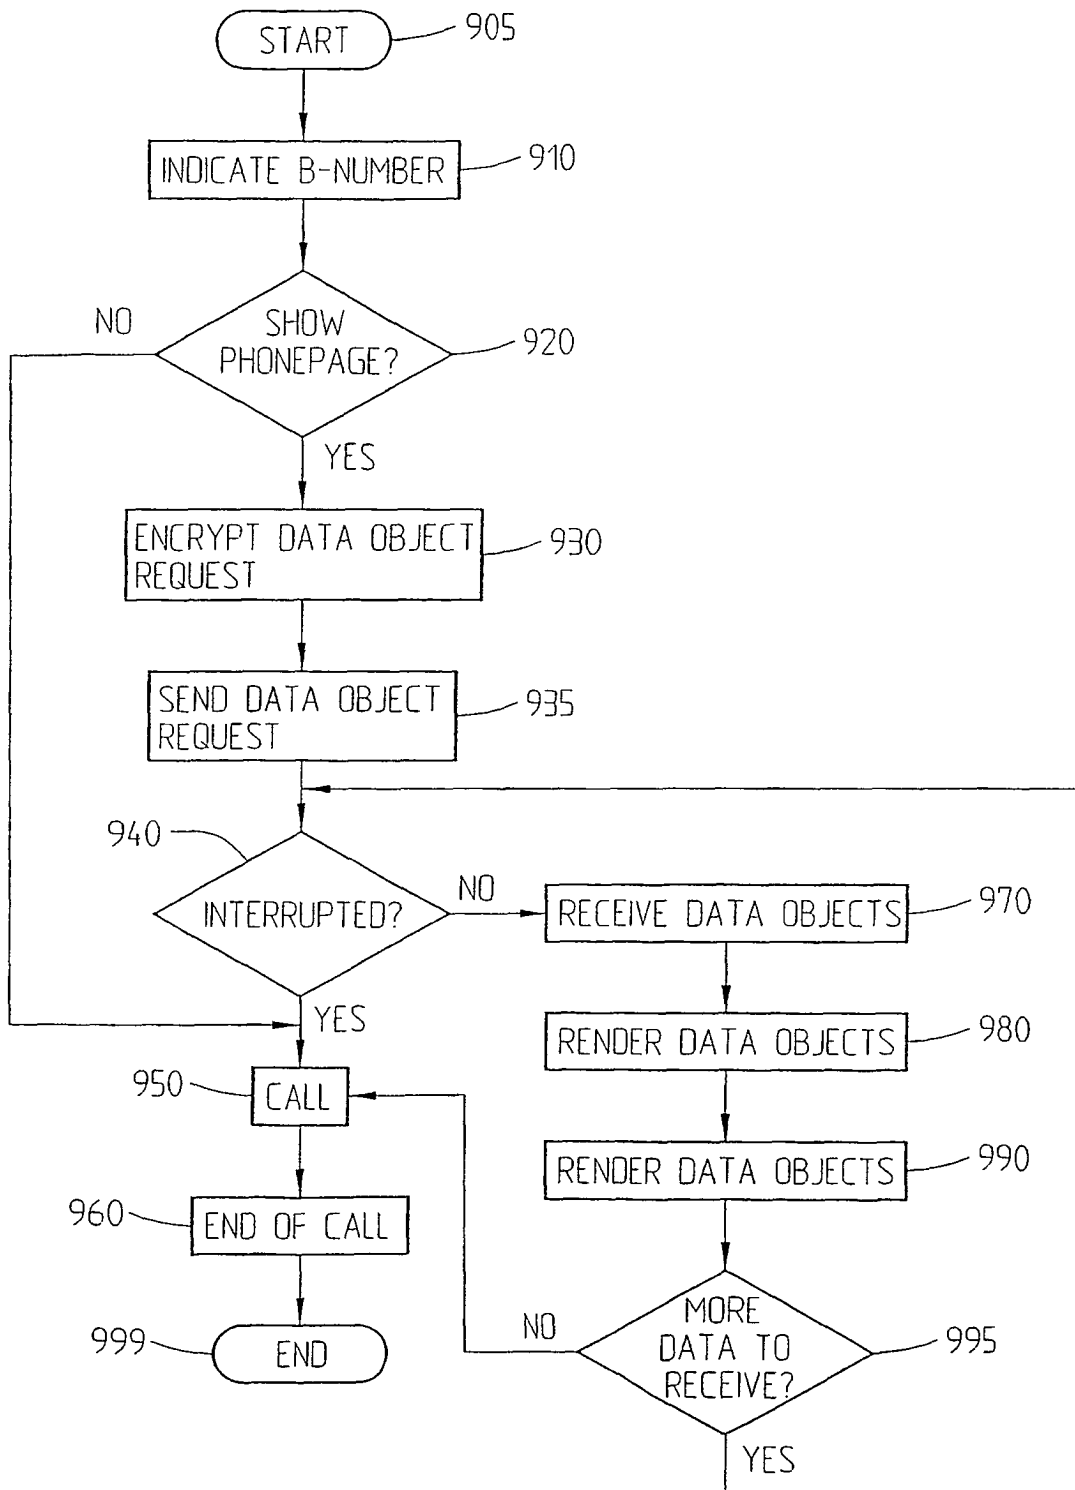 START
905
INDICATE B-NUMBER
910
NO
SHOW
PHONEPAGE?
920
YES
ENCRYPT DATA OBJECT
REQUEST
930
SEND DATA OBJECT
REQUEST
935
940
INTERRUPTED?
NO
RECEIVE DATA OBJECTS
970
YES
RENDER DATA OBJECTS
980
950
CALL
RENDER DATA OBJECTS
990
960
END OF CALL
999
END
NO
MORE
DATA TO
RECEIVE?
995
YES